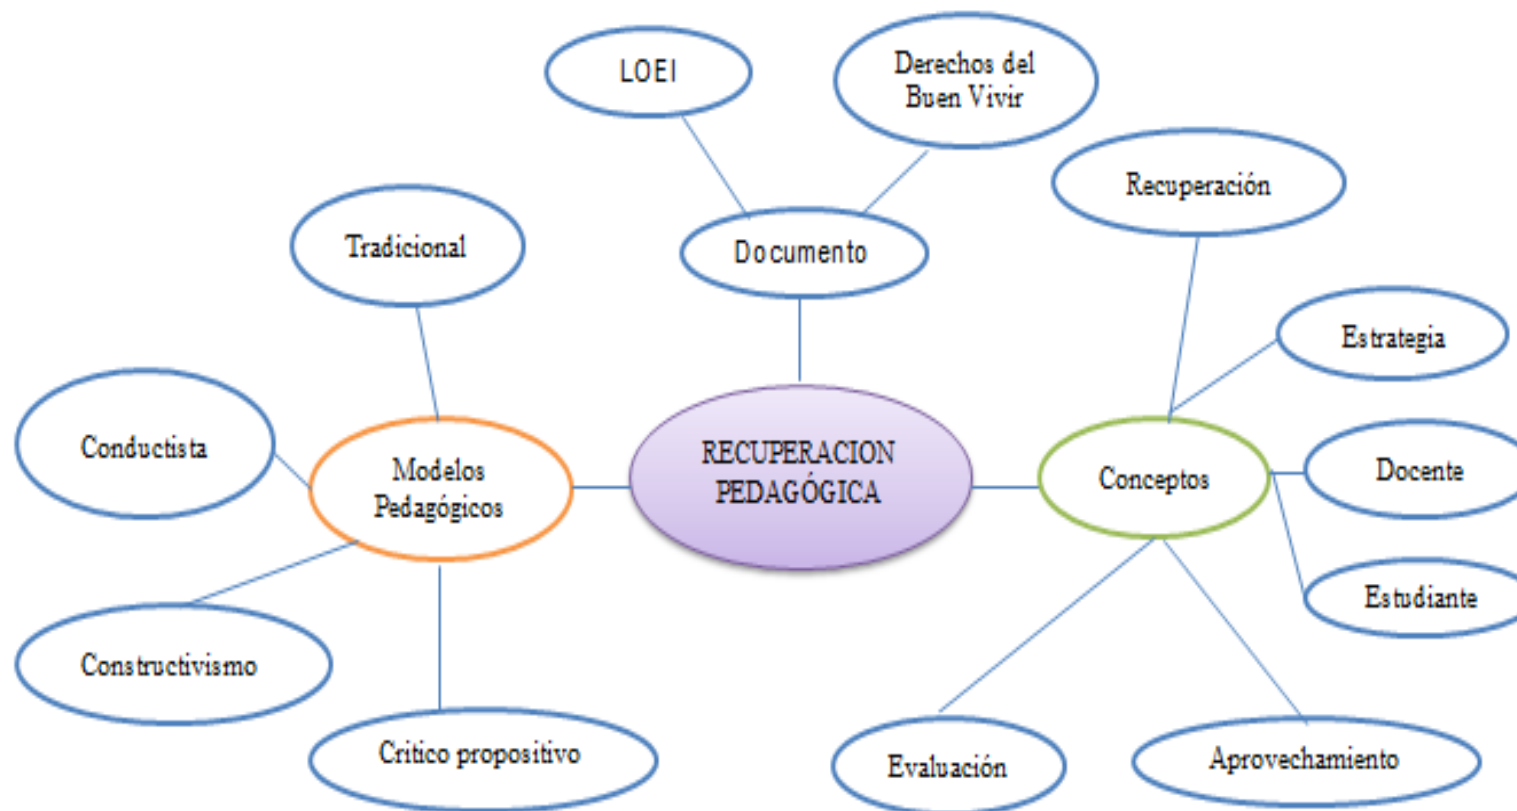 LOEI
Derechos del
Buen Vivir
Recuperación
Tradicional
Documento
Estrategia
Conductista
Modelos
Pedagógicos
RECUPERACION
PEDAGÓGICA
Conceptos
Docente
Estudiante
Constructivismo
Critico propositivo
Evaluación
Aprovechamiento